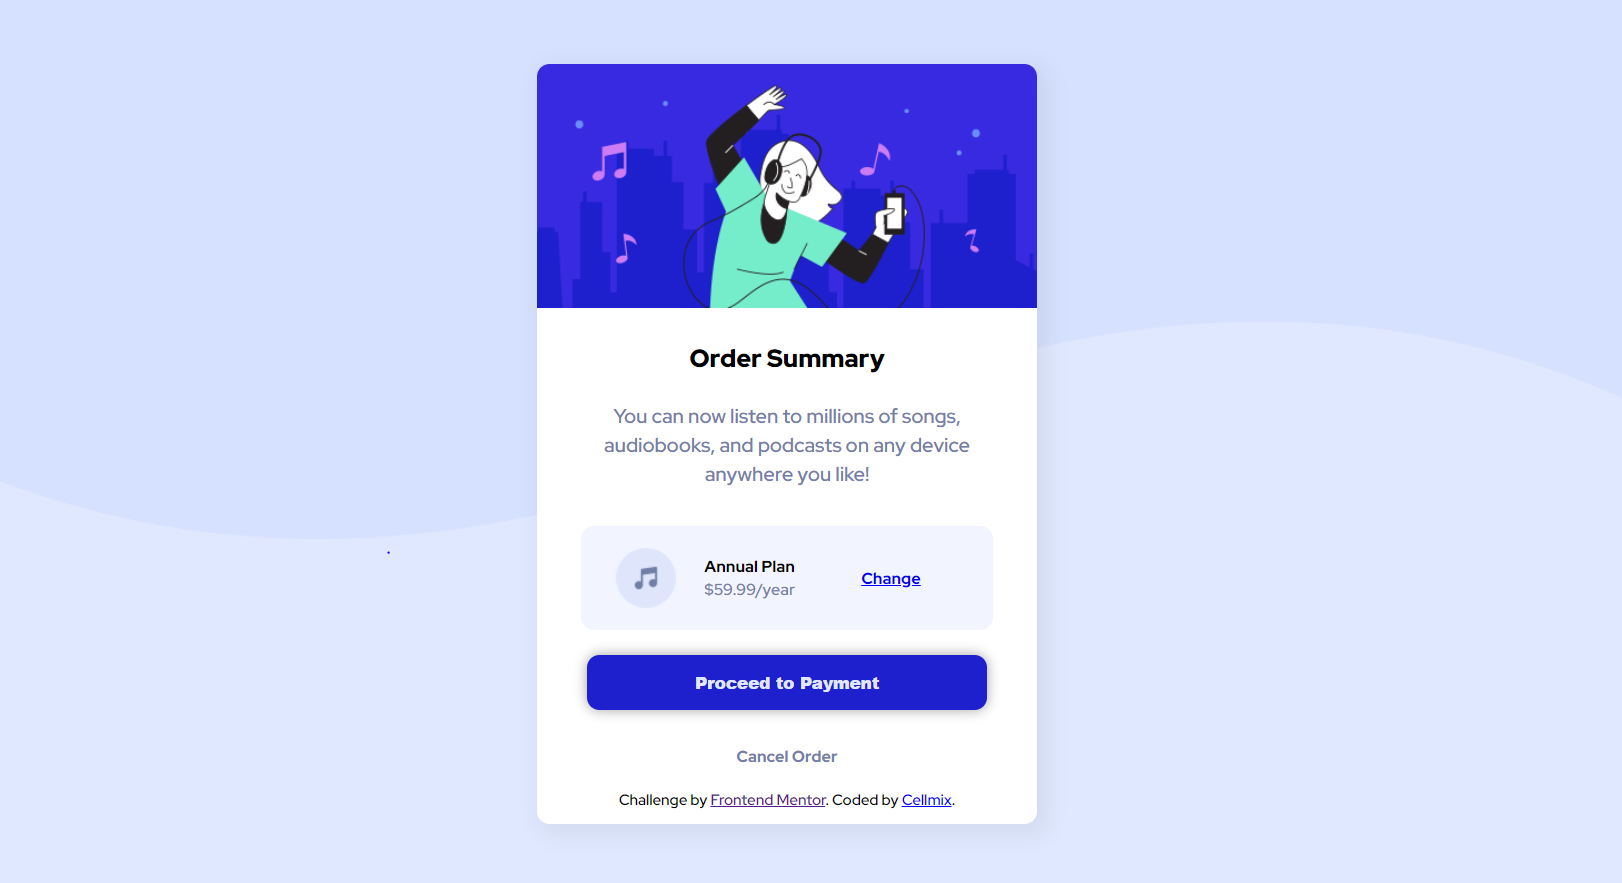 Order Summary
You can now listen to millions of songs,
audiobooks, and podcasts on any device
anywhere you like!
Annual Plan
$59.99/year
Change
Proceed to Payment
Cancel Order
Challenge by Frontend Mentor. Coded by Cellmix.